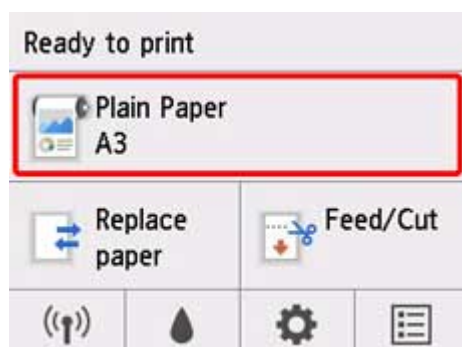 Ready to print
Plain Paper
A3
Replace
paper
Feed/Cut